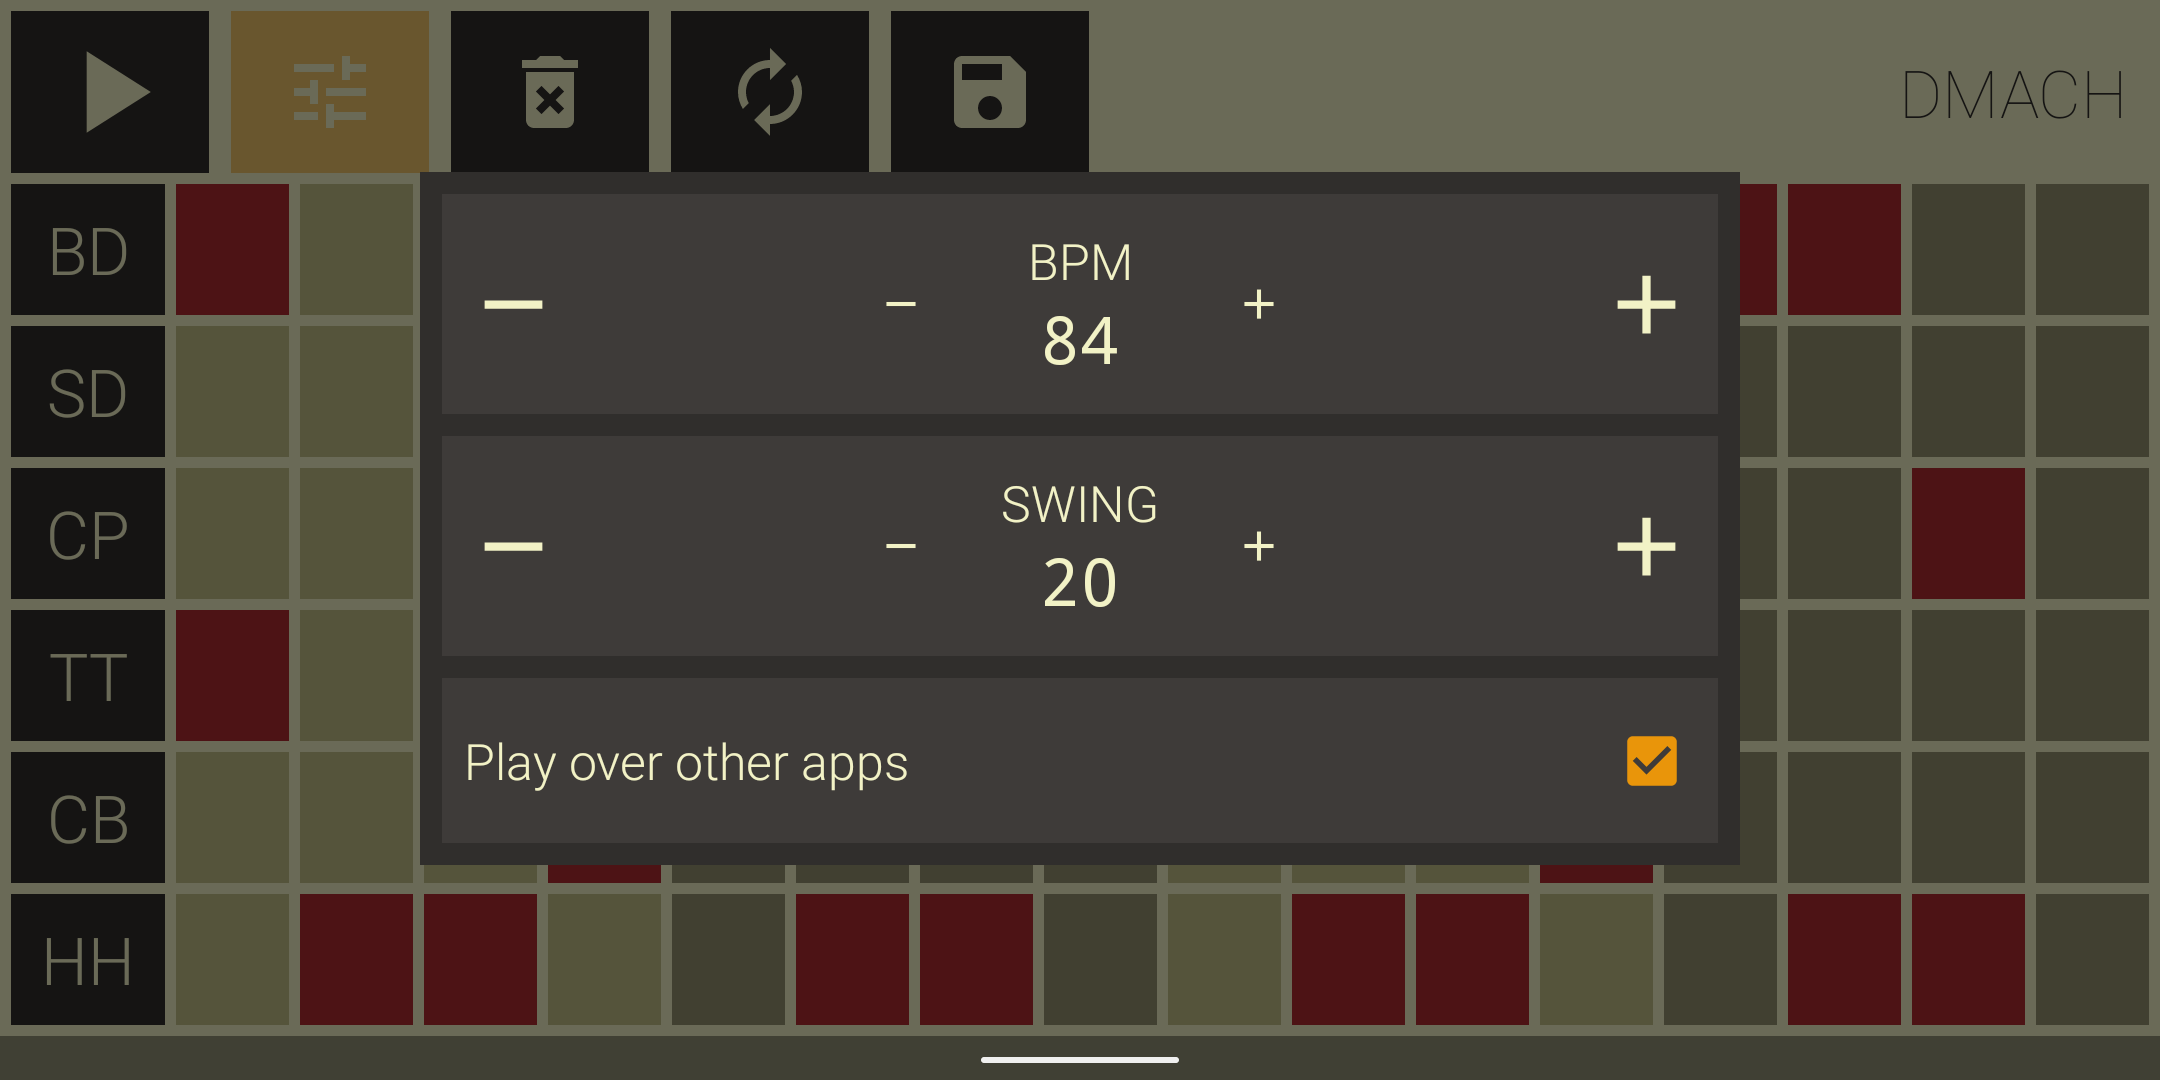 DMACH
BD
SD
CP
TT
CB
HH
BPM
84
SWING
20
Play over other apps